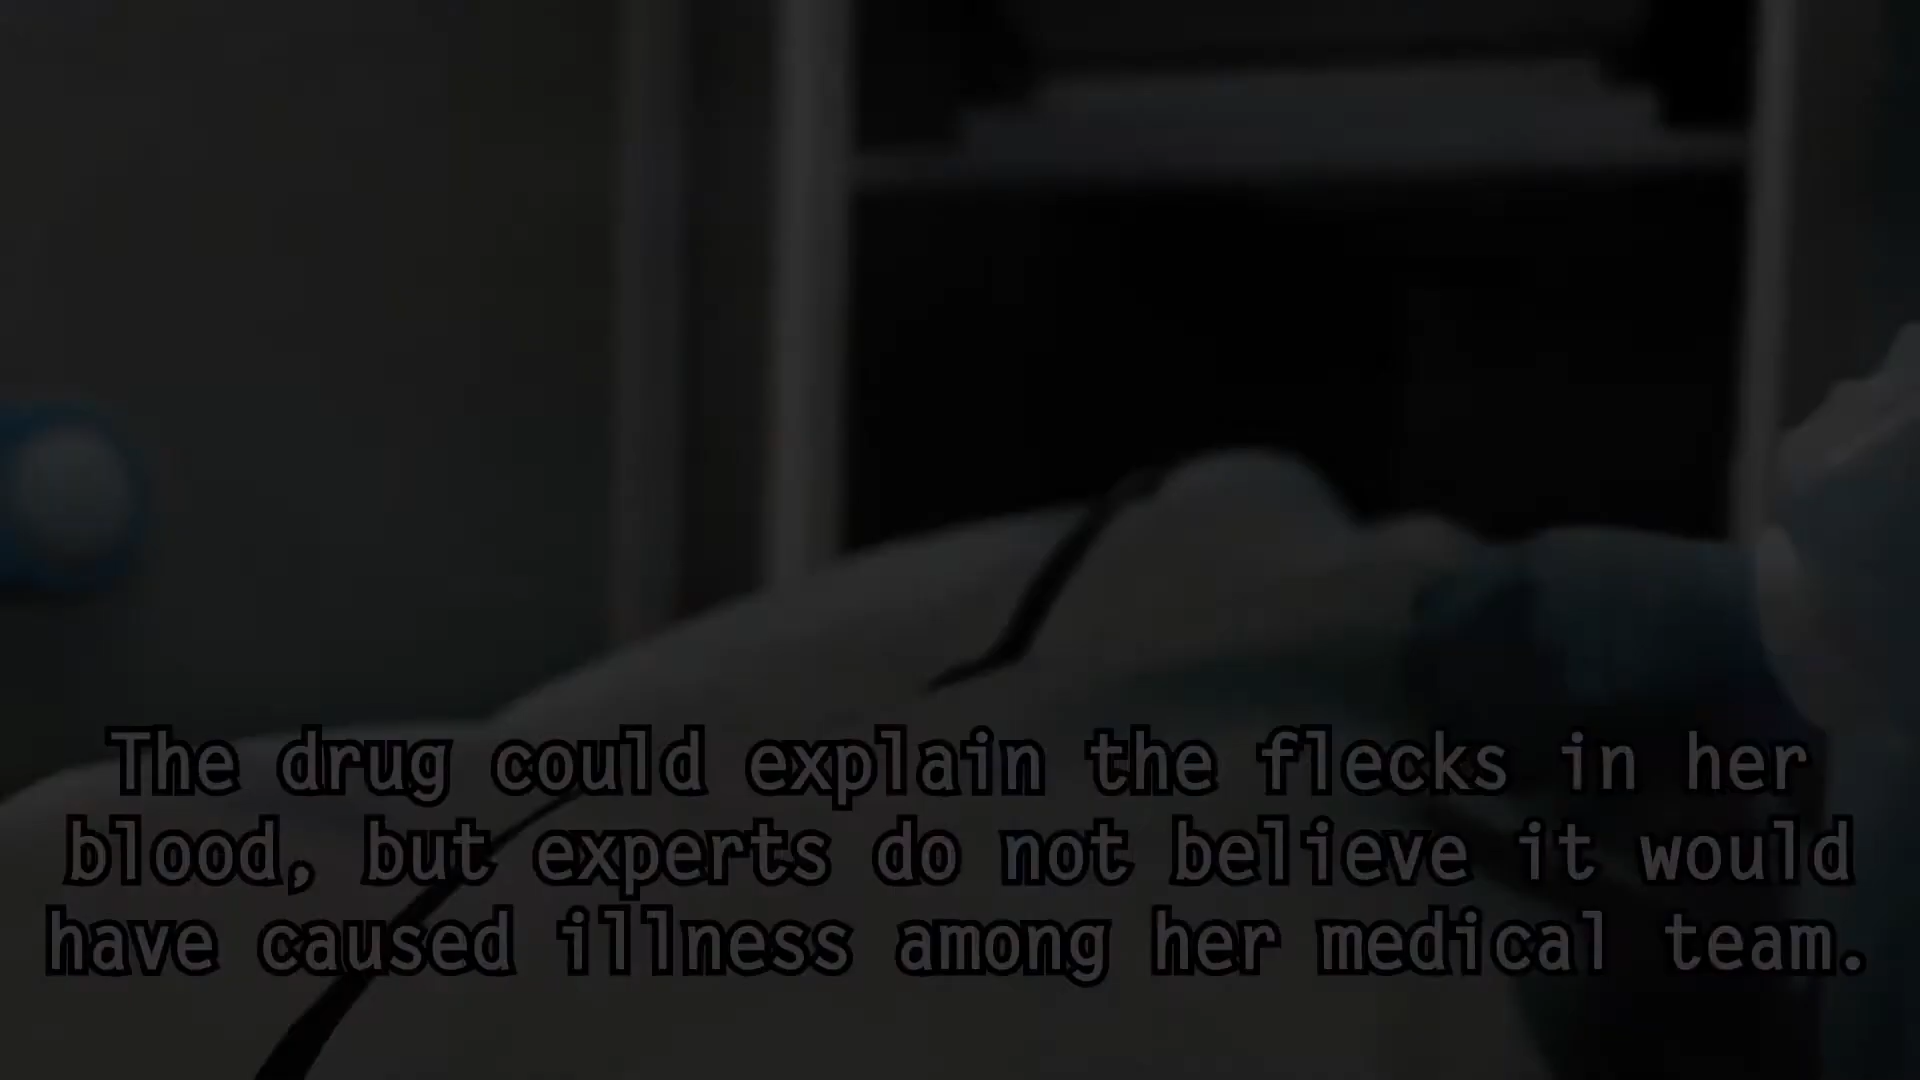 The drug could explain the flecks in her
blood, but experts do not believe it would
have caused illness among her medical team.